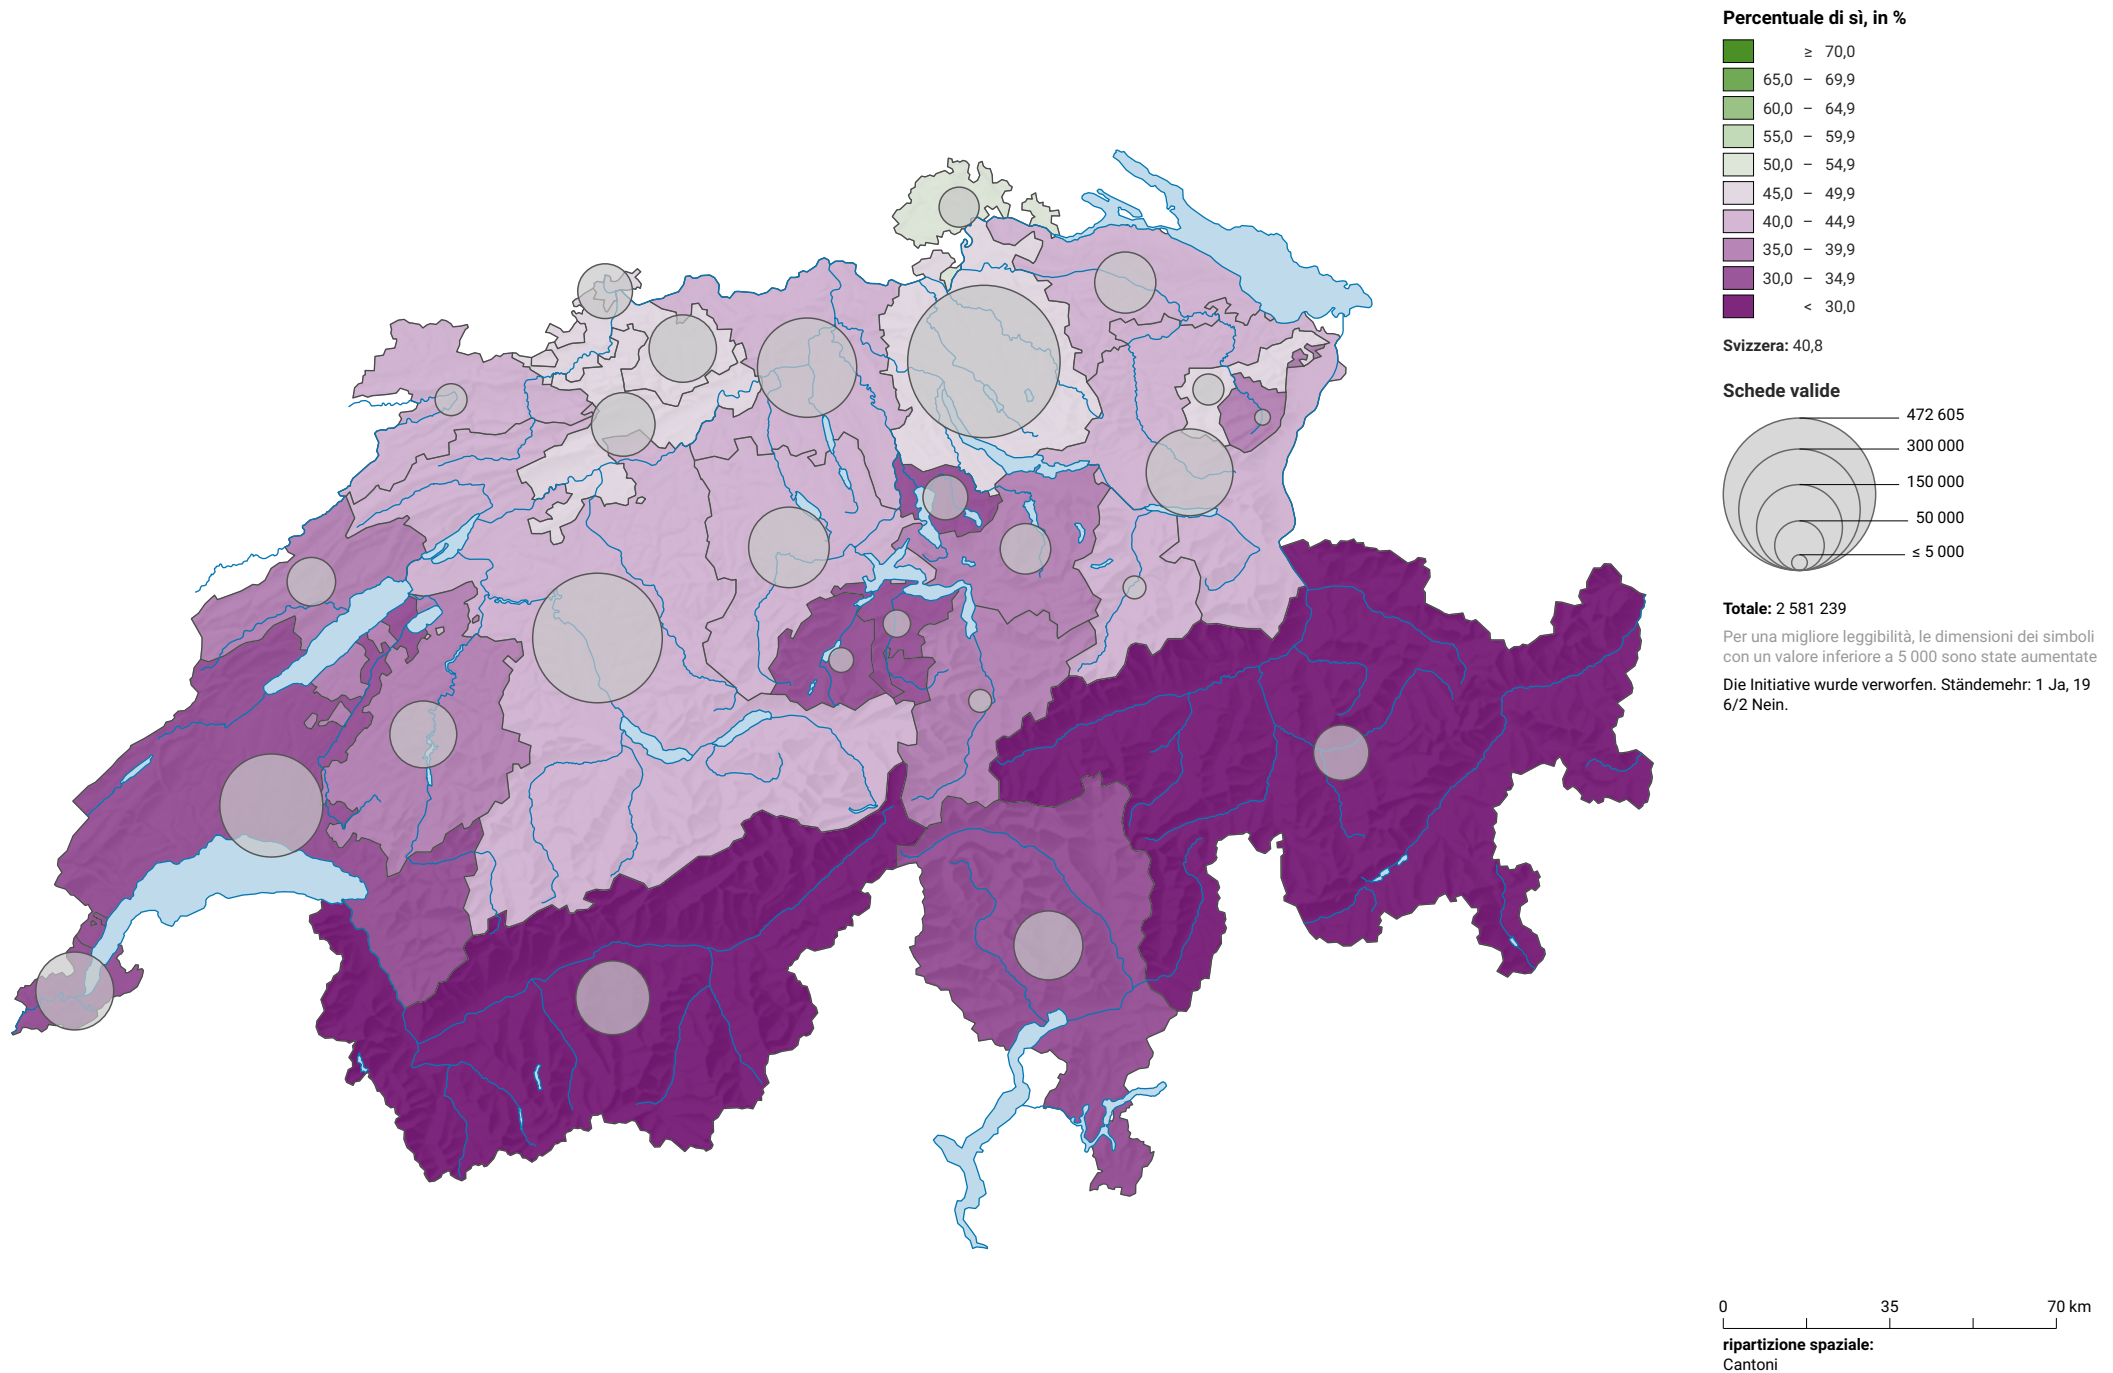 Percentuale di sì, in %
≥ 70,0
65,0 – 69,9
60,0 – 64,9
55,0 – 59,9
50,0 – 54,9
45,0 – 49,9
40,0 – 44,9
35,0 – 39,9
30,0 – 34,9
< 30,0
Svizzera: 40,8
Schede valide
472 605
300 000
150 000
50 000
≤ 5 000
Totale: 2 581 239
Per una migliore leggibilità, le dimensioni dei simboli
con un valore inferiore a 5 000 sono state aumentate
Die Initiative wurde verworfen. Ständemehr: 1 Ja, 19
6/2 Nein.
0 35 70 km
ripartizione spaziale:
Cantoni